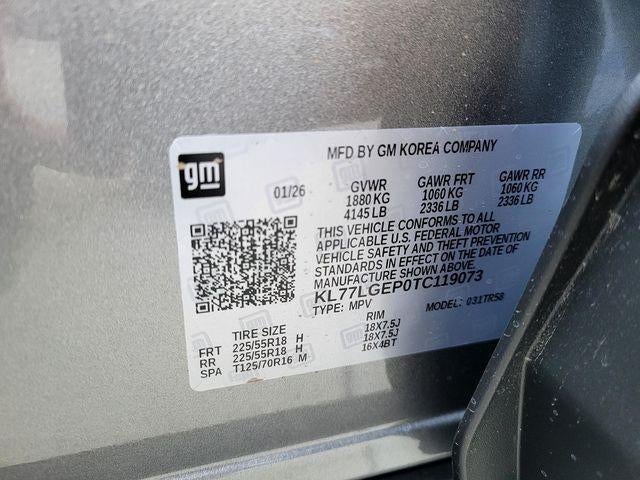 MFD BY GM KOREA COMPANY
gm
01/26 GVWR GAWR FRT GAWR RR
1880 KG 1060 KG 1060 KG
4145 LB 2336 LB 2336 LB
THIS VEHICLE CONFORMS TO ALL
APPLICABLE U.S. FEDERAL MOTOR
VEHICLE SAFETY AND THEFT PREVENTION
STANDARDS IN EFFECT ON THE DATE OF
MANUFACTURE SHOWN ABOVE.
KL77LGEP0TC119073
TYPE: MPV MODEL: 031TR58
TIRE SIZE RIM
FRT 225/55R18 H 18X7.5J
RR 225/55R18 H 18X7.5J
SPA T125/70R16 M 16X4BT